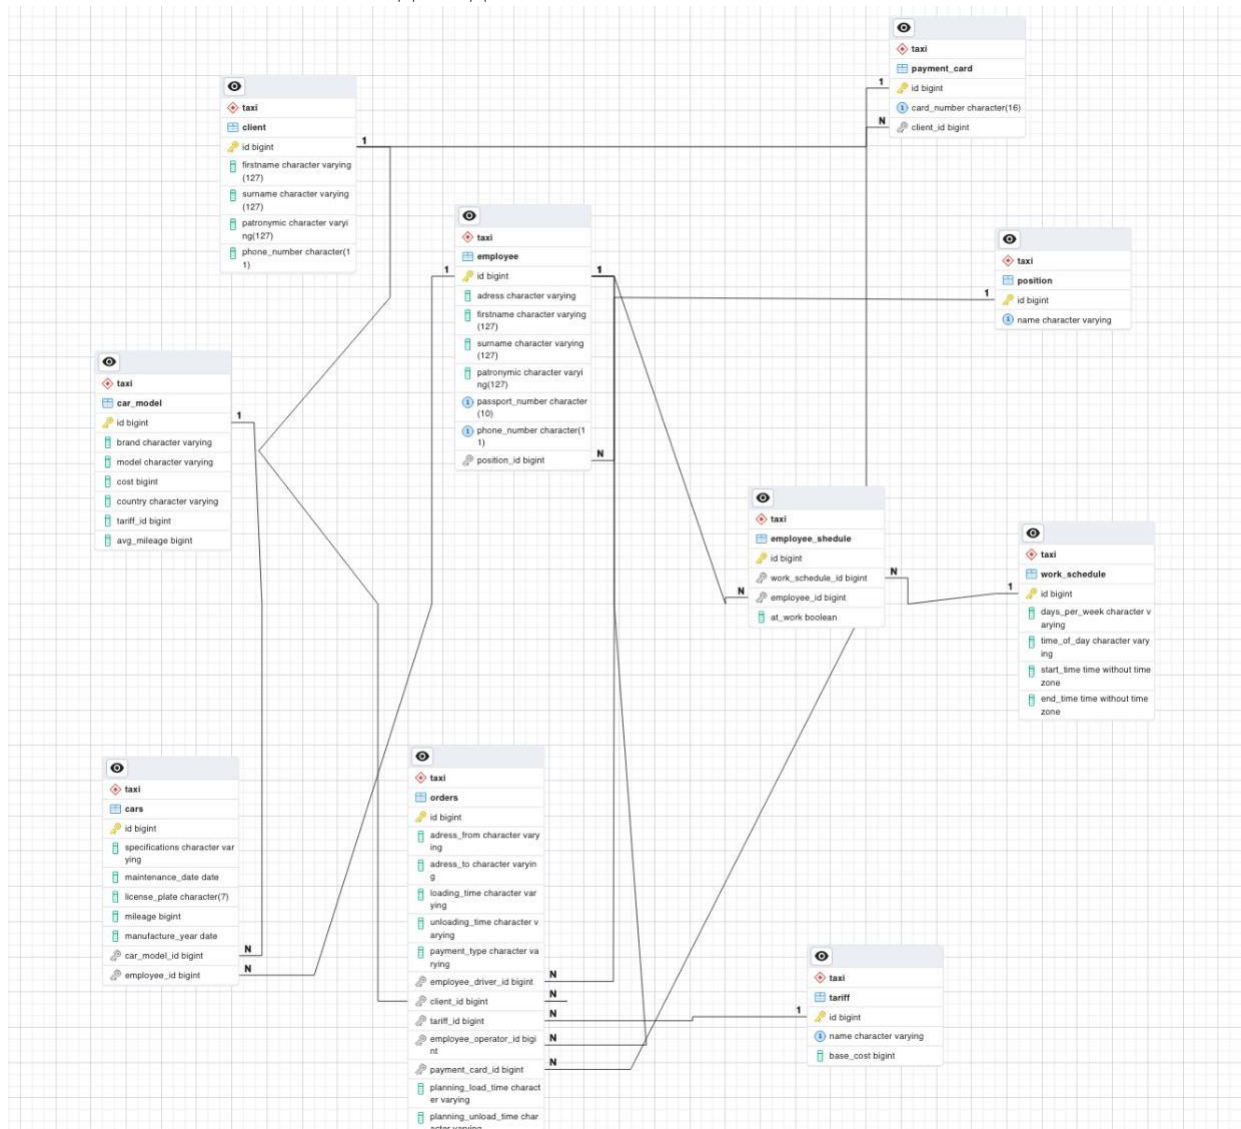 taxi
payment_card
1
id bigint
card_number character(16)
N
client_id bigint
taxi
client
id bigint
1
firstname character varying
(127)
surname character varying
(127)
patronymic character varyi
ng(127)
phone_number character(1
1)
taxi
employee
1
id bigint
1
adress character varying
firstname character varying
(127)
surname character varying
(127)
patronymic character varyi
ng(127)
passport_number character
(10)
phone_number character(1
1)
position_id bigint
N
taxi
position
1
id bigint
name character varying
taxi
car_model
id bigint
1
brand character varying
model character varying
cost bigint
country character varying
tariff_id bigint
avg_mileage bigint
taxi
employee_shedule
id bigint
work_schedule_id bigint
N
N
employee_id bigint
at_work boolean
taxi
work_schedule
1
id bigint
days_per_week character v
arying
time_of_day character vary
ing
start_time time without time
zone
end_time time without time
zone
taxi
cars
id bigint
specifications character var
ying
maintenance_date date
license_plate character(7)
mileage bigint
manufacture_year date
car_model_id bigint
N
employee_id bigint
N
taxi
orders
id bigint
adress_from character vary
ing
adress_to character varyin
g
loading_time character var
ying
unloading_time character v
arying
payment_type character va
rying
employee_driver_id bigint
N
client_id bigint
N
tariff_id bigint
N
employee_operator_id bigi
nt
N
payment_card_id bigint
N
planning_load_time charact
er varying
planning_unload_time char
acter varying
taxi
tariff
1
id bigint
name character varying
base_cost bigint